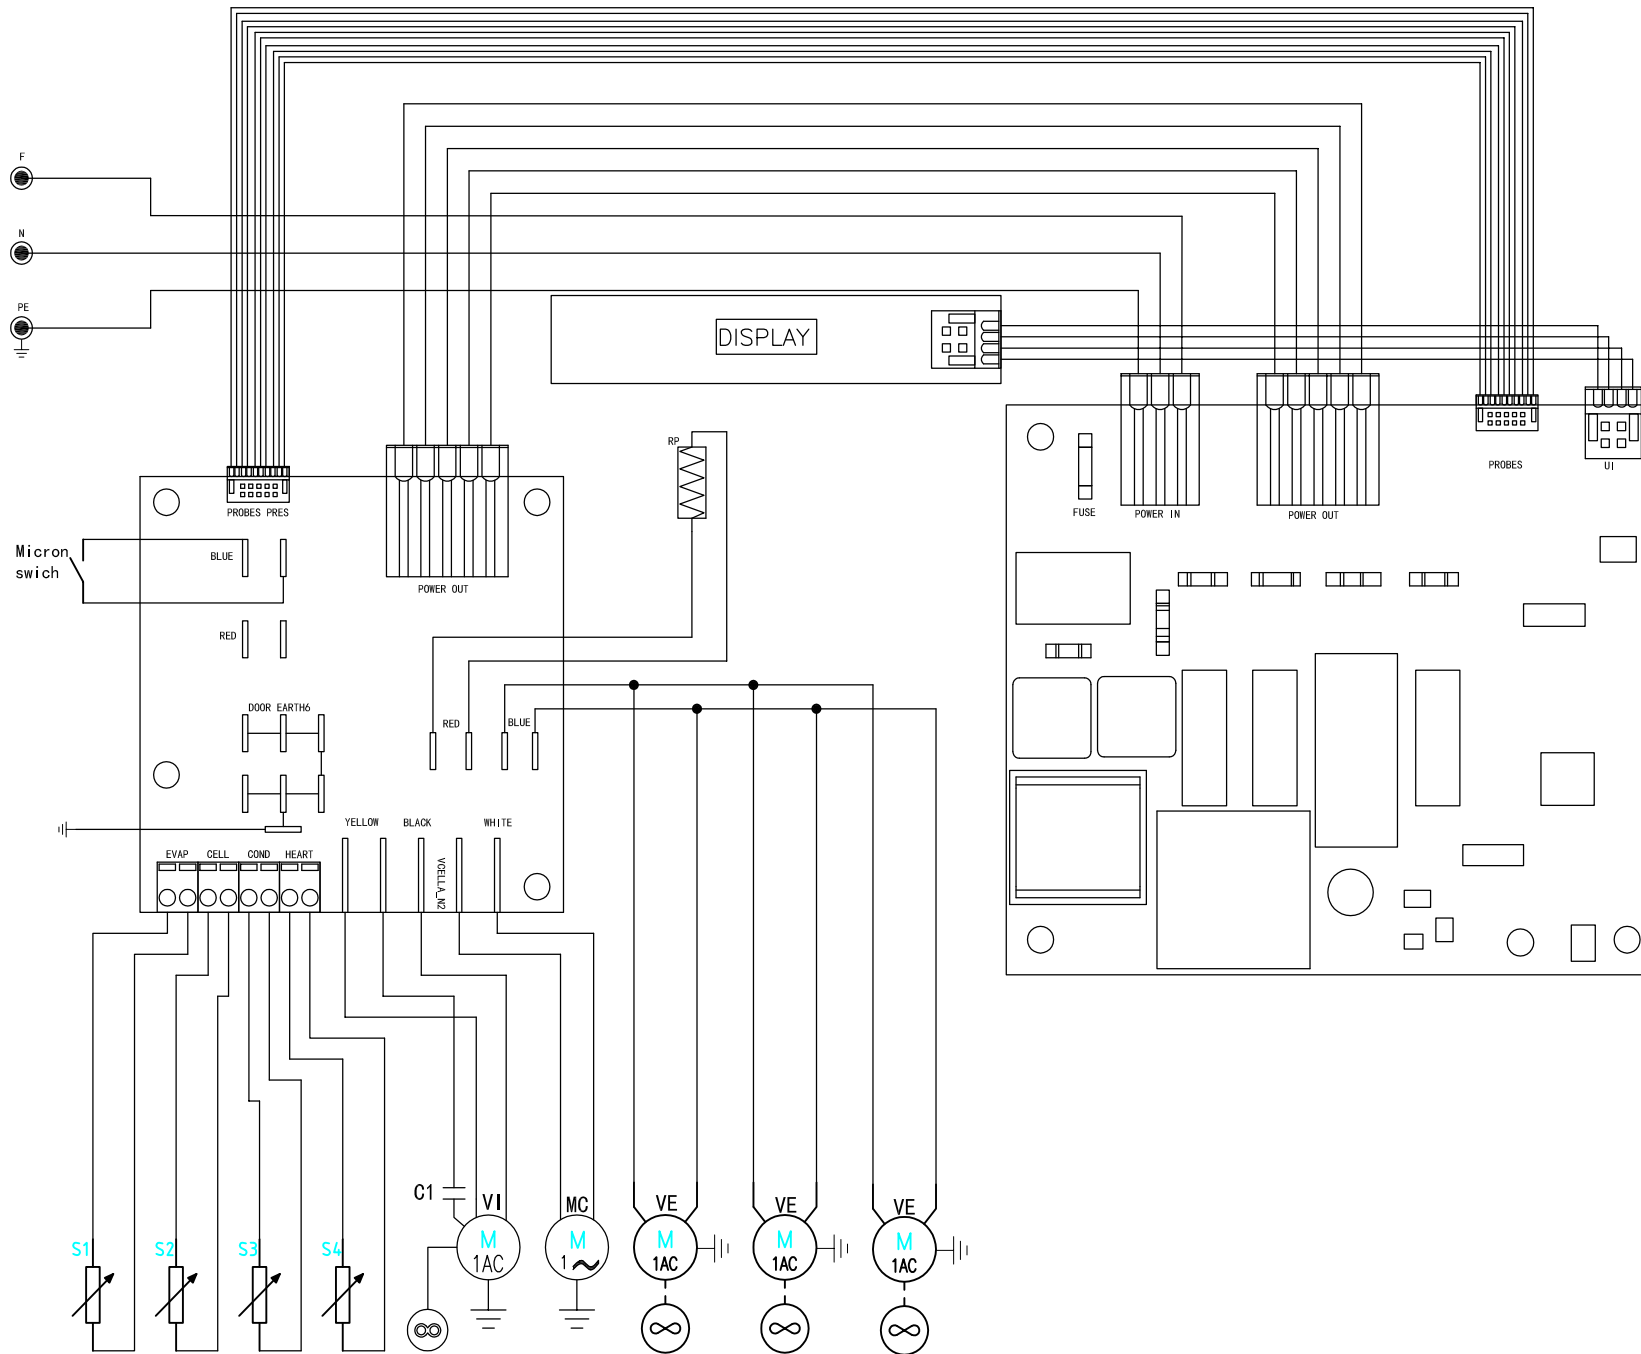 F
N
PE
DISPLAY
RP
FUSE
POWER IN
POWER OUT
PROBES
UI
PROBES PRES
POWER OUT
Micron
swich
BLUE
RED
DOOR EARTH6
RED
BLUE
YELLOW
BLACK
VCELLA_N2
WHITE
EVAP
CELL
COND
HEART
C1
VI
MC
VE
VE
VE
S1
S2
S3
S4
M
1AC
M
1
M
1AC
M
1AC
M
1AC